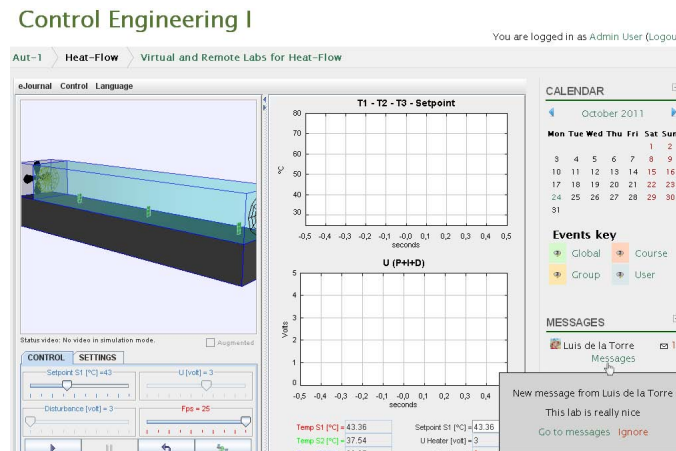 Control Engineering I
You are logged in as Admin User (Logou
Aut-1 Heat-Flow Virtual and Remote Labs for Heat-Flow
eJournal Control Language
T1 - T2 - T3 - Setpoint
80
70
60
50
40
30
ºC
-0,5 -0,4 -0,3 -0,2 -0,1 -0,0 0,1 0,2 0,3 0,4 0,5
seconds
U (P+I+D)
5
4
3
2
1
0
Volts
-0,5 -0,4 -0,3 -0,2 -0,1 -0,0 0,1 0,2 0,3 0,4 0,5
seconds
Temp S1 [ºC] = 43.36 Setpoint S1 [ºC] = 43.36
Temp S2 [ºC] = 37.54 U Heater [volt] = 3
Status video: No video in simulation mode.
Augmented
CONTROL SETTINGS
Setpoint S1 [ºC] =43 U [volt] = 3
Disturbance [volt] = 3 Fps = 25
CALENDAR
October 2011
Mon Tue Wed Thu Fri Sat Sun
1 2
3 4 5 6 7 8 9
10 11 12 13 14 15 16
17 18 19 20 21 22 23
24 25 26 27 28 29 30
31
Events key
Global Course
Group User
MESSAGES
Luis de la Torre 1
Messages
New message from Luis de la Torre
This lab is really nice
Go to messages Ignore